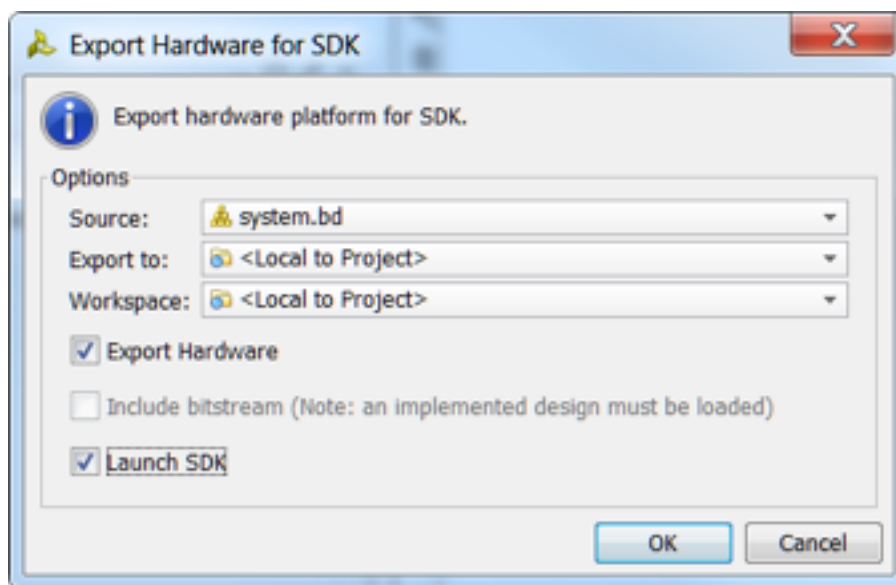 Export Hardware for SDK
Export hardware platform for SDK.
Options
Source: system.bd
Export to: <Local to Project>
Workspace: <Local to Project>
Export Hardware
Include bitstream (Note: an implemented design must be loaded)
Launch SDK
OK Cancel